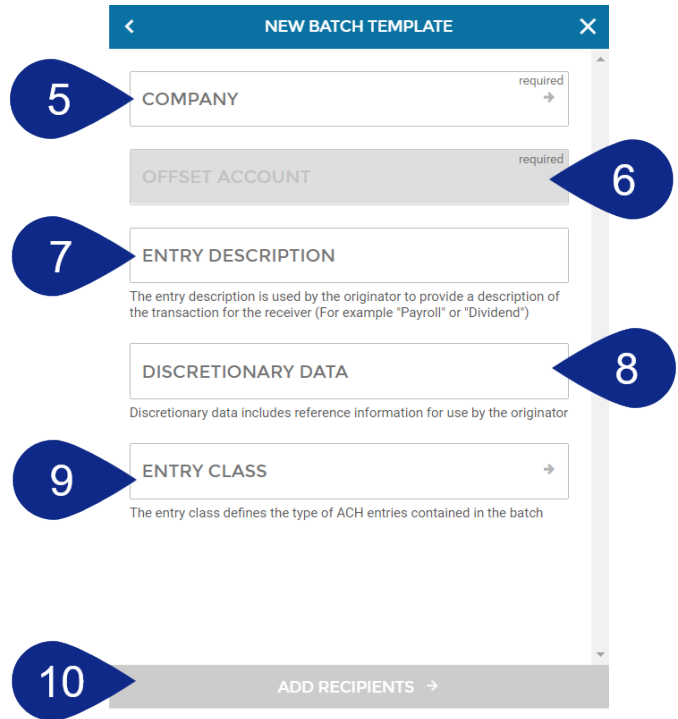 NEW BATCH TEMPLATE
5
required
COMPANY
required
OFFSET ACCOUNT
6
7
ENTRY DESCRIPTION
The entry description is used by the originator to provide a description of
the transaction for the receiver (For example "Payroll" or "Dividend")
DISCRETIONARY DATA
8
Discretionary data includes reference information for use by the originator
9
ENTRY CLASS
The entry class defines the type of ACH entries contained in the batch
10
ADD RECIPIENTS